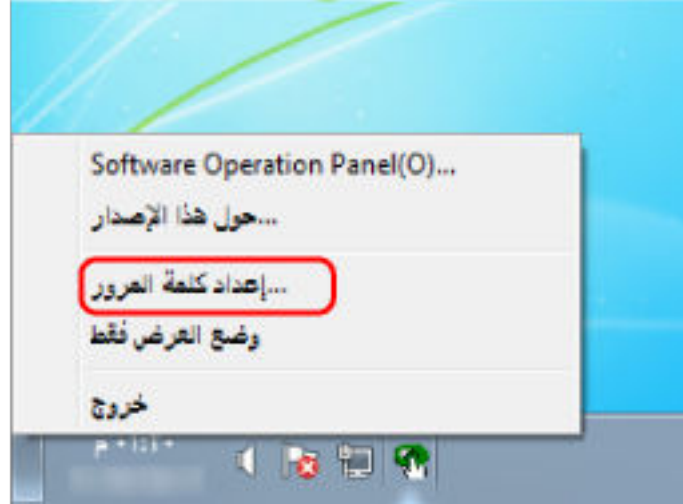 Software Operation Panel(O)...
حول هذا الإصدار...
إعداد كلمة المرور...
وضع العرض فقط
خروج